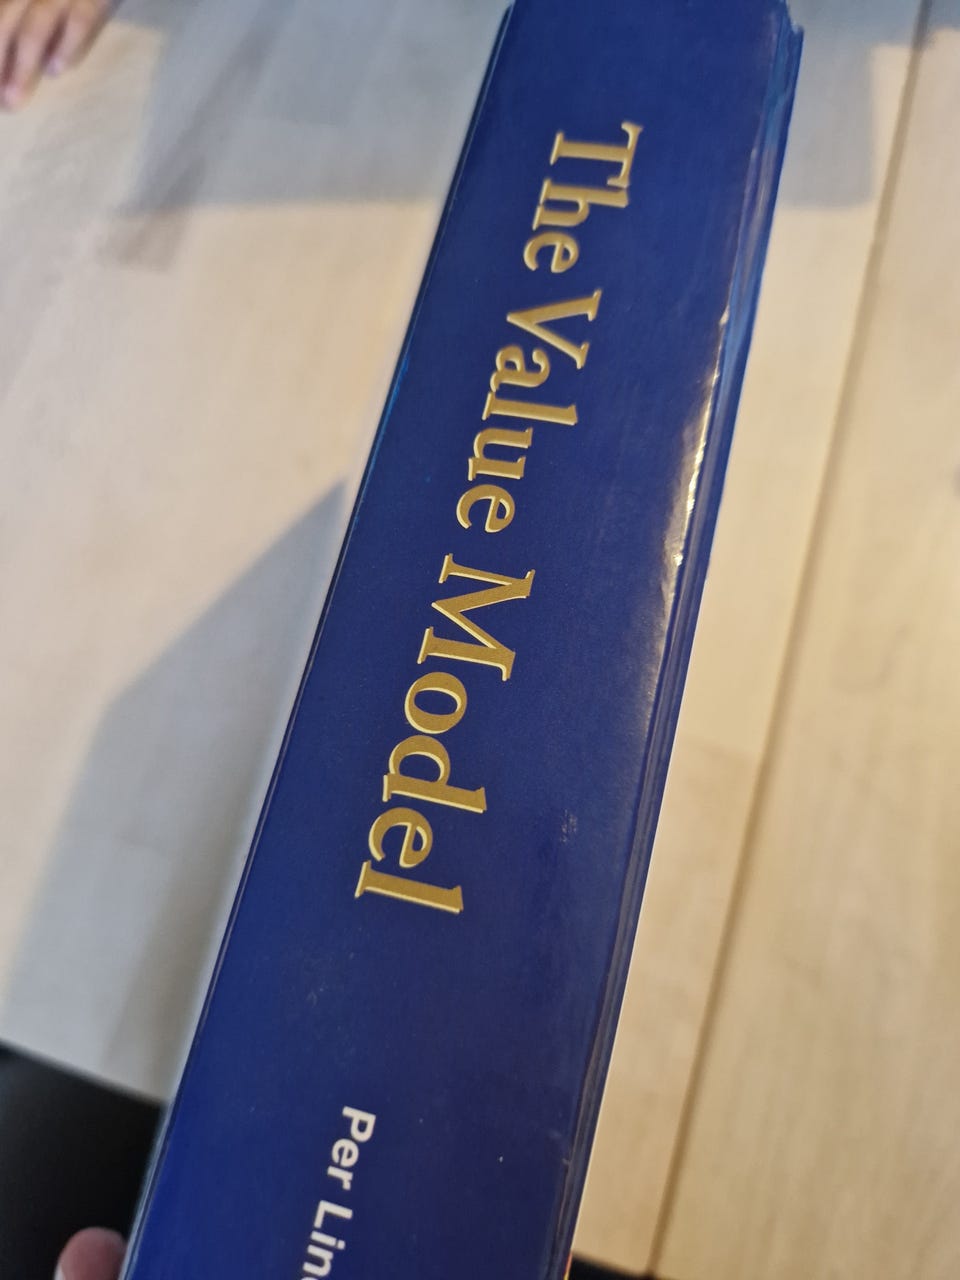 The Value Model
Per